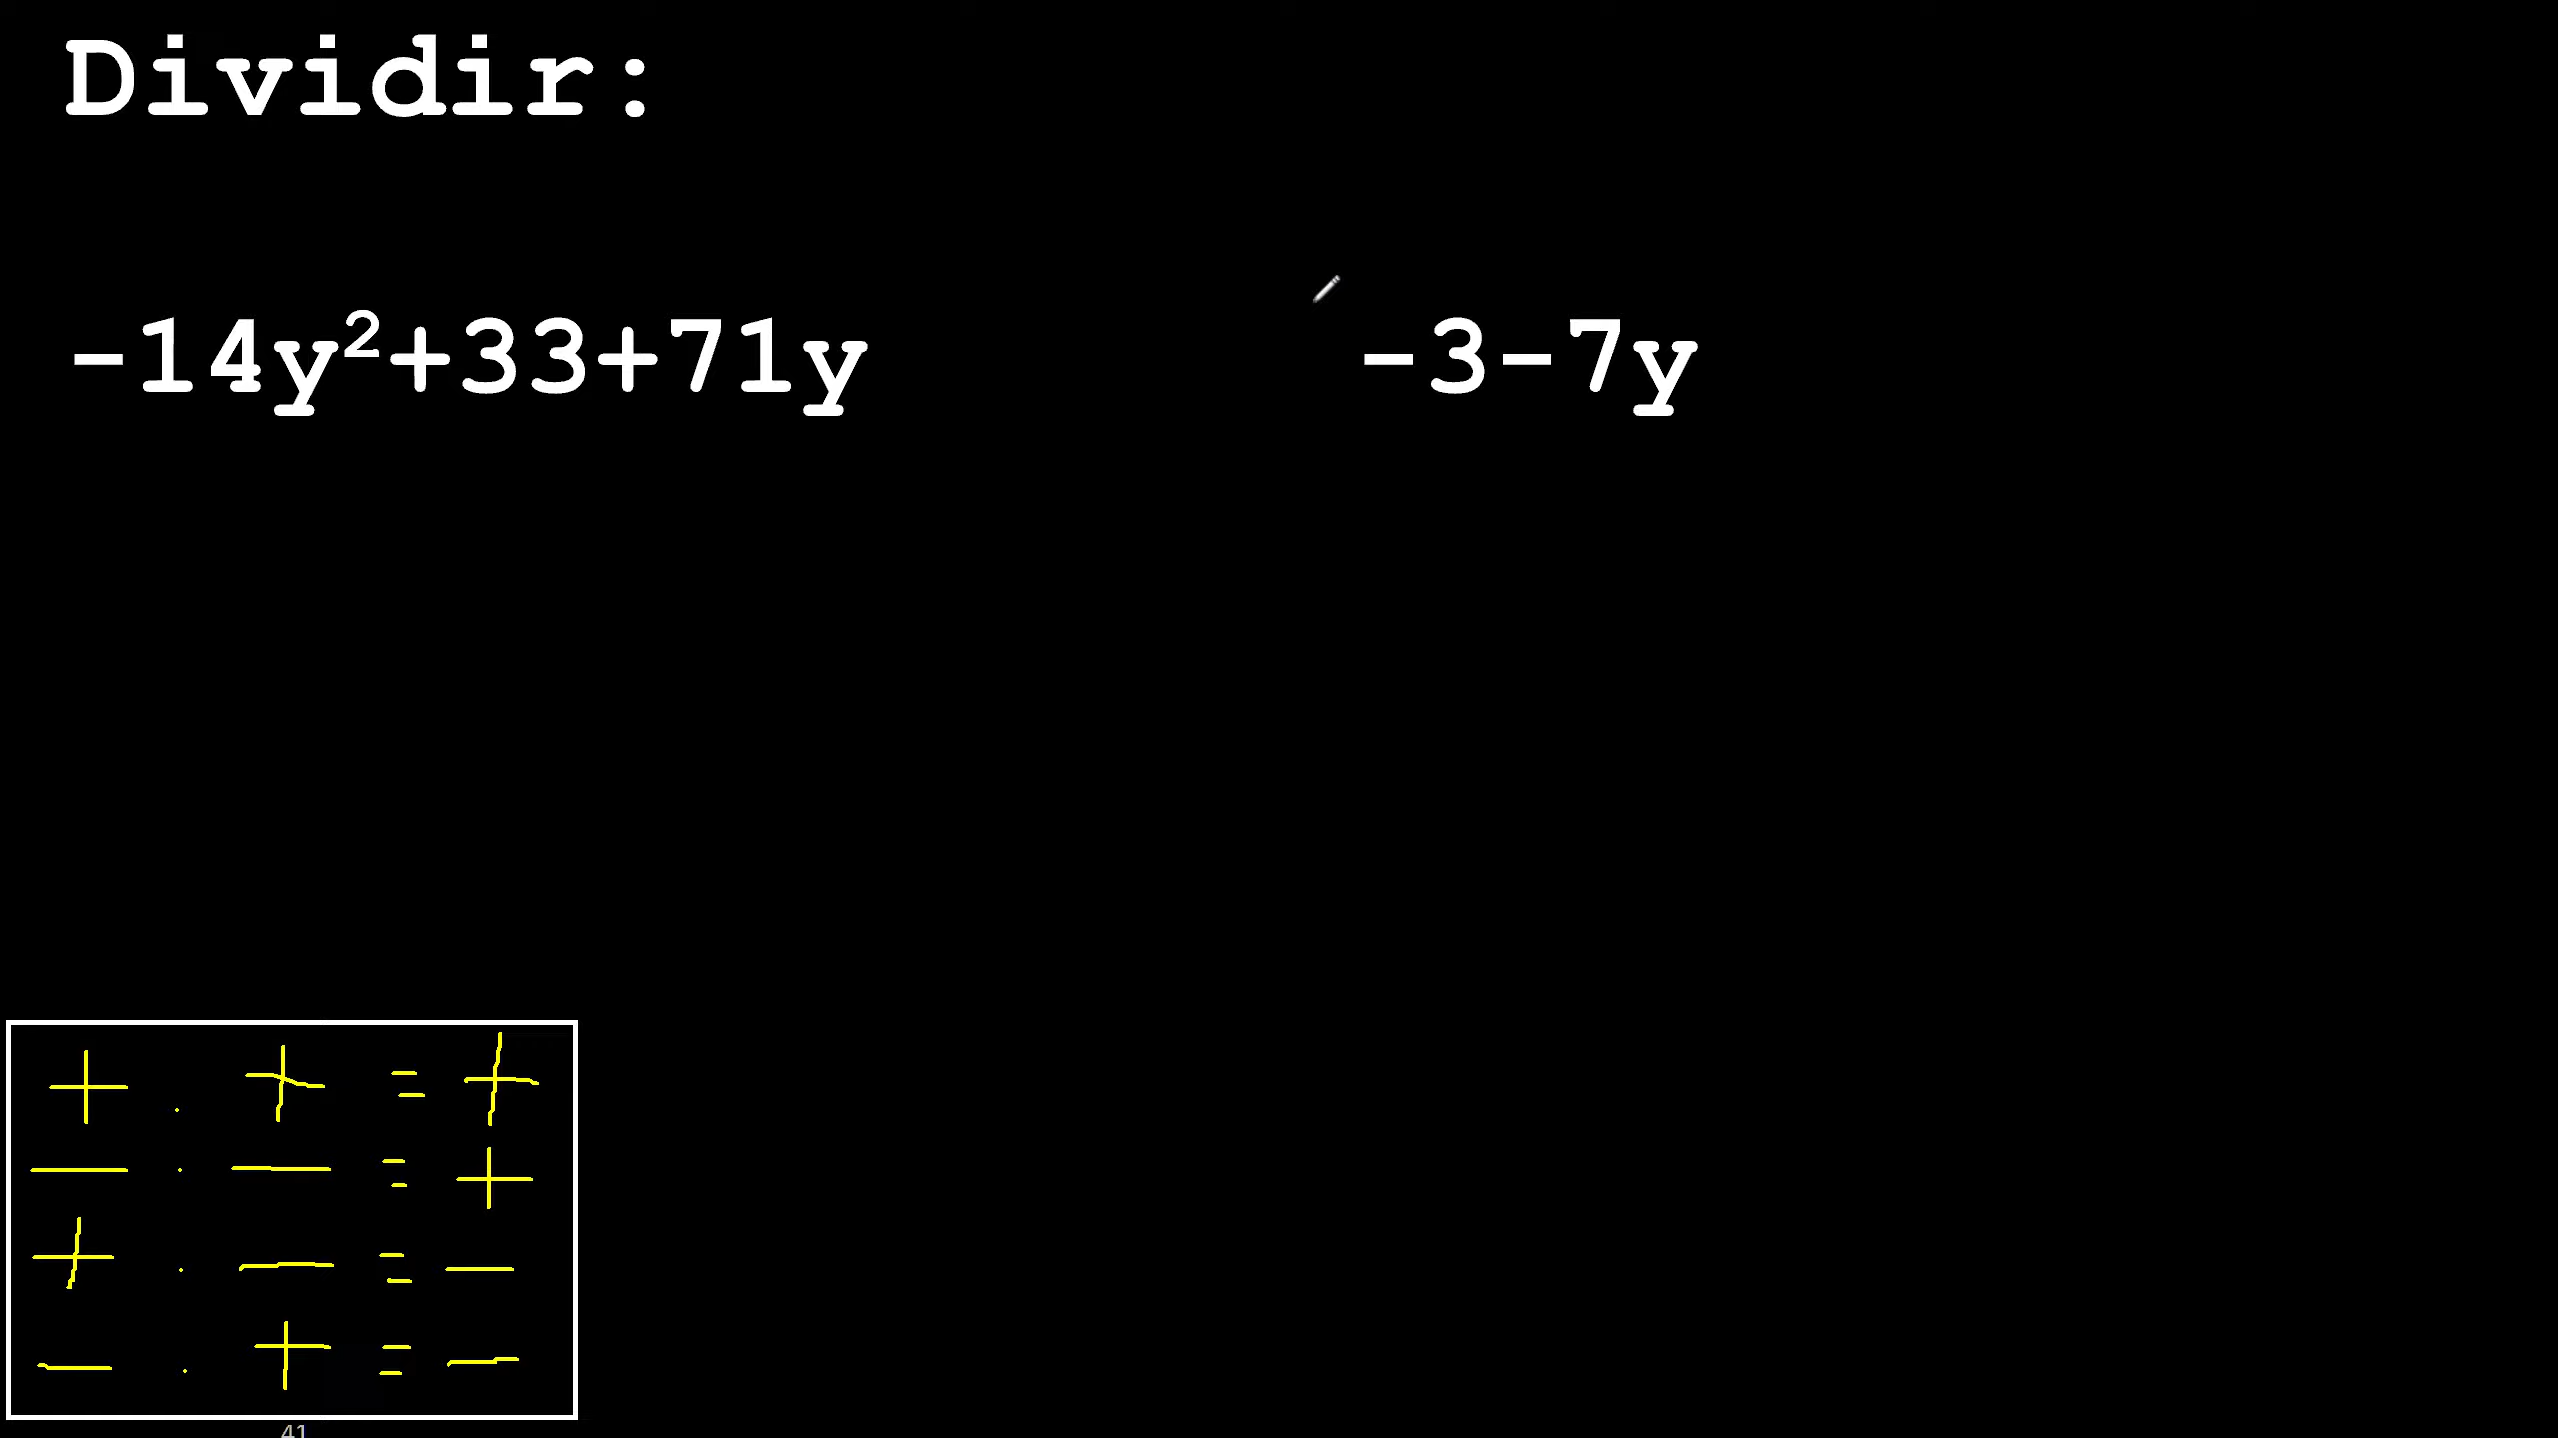 Dividir:
-14y²+33+71y -3-7y
+ . + = +
- . - = +
+ . - = -
- . + = -
41